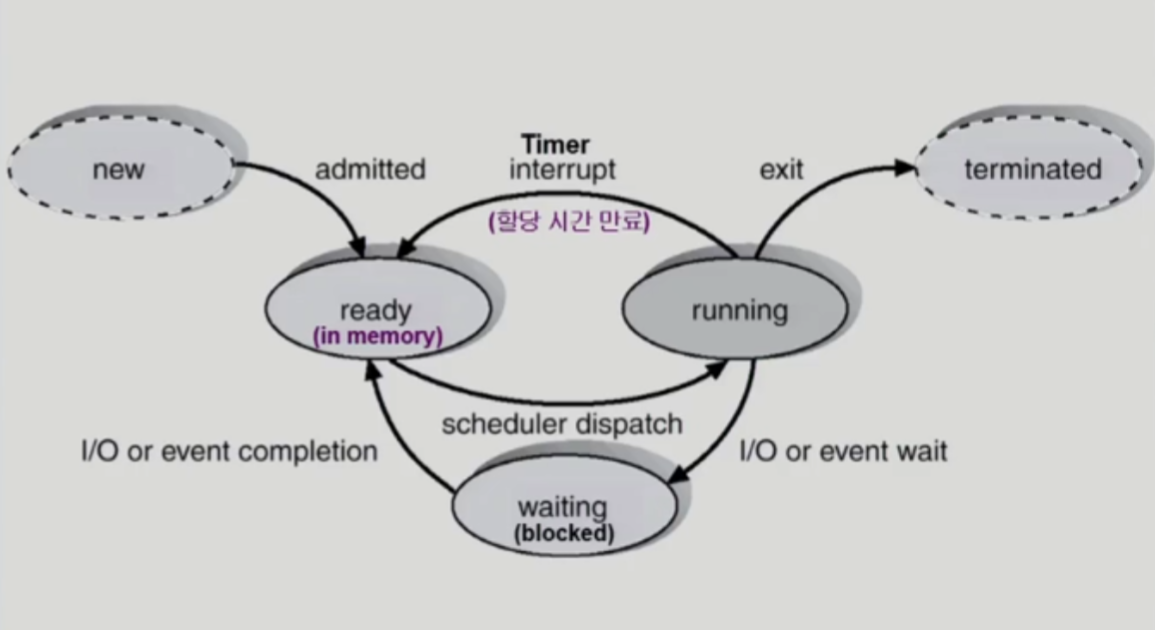 new
admitted
Timer
interrupt
(할당 시간 만료)
exit
terminated
ready
(in memory)
running
scheduler dispatch
I/O or event completion
I/O or event wait
waiting
(blocked)